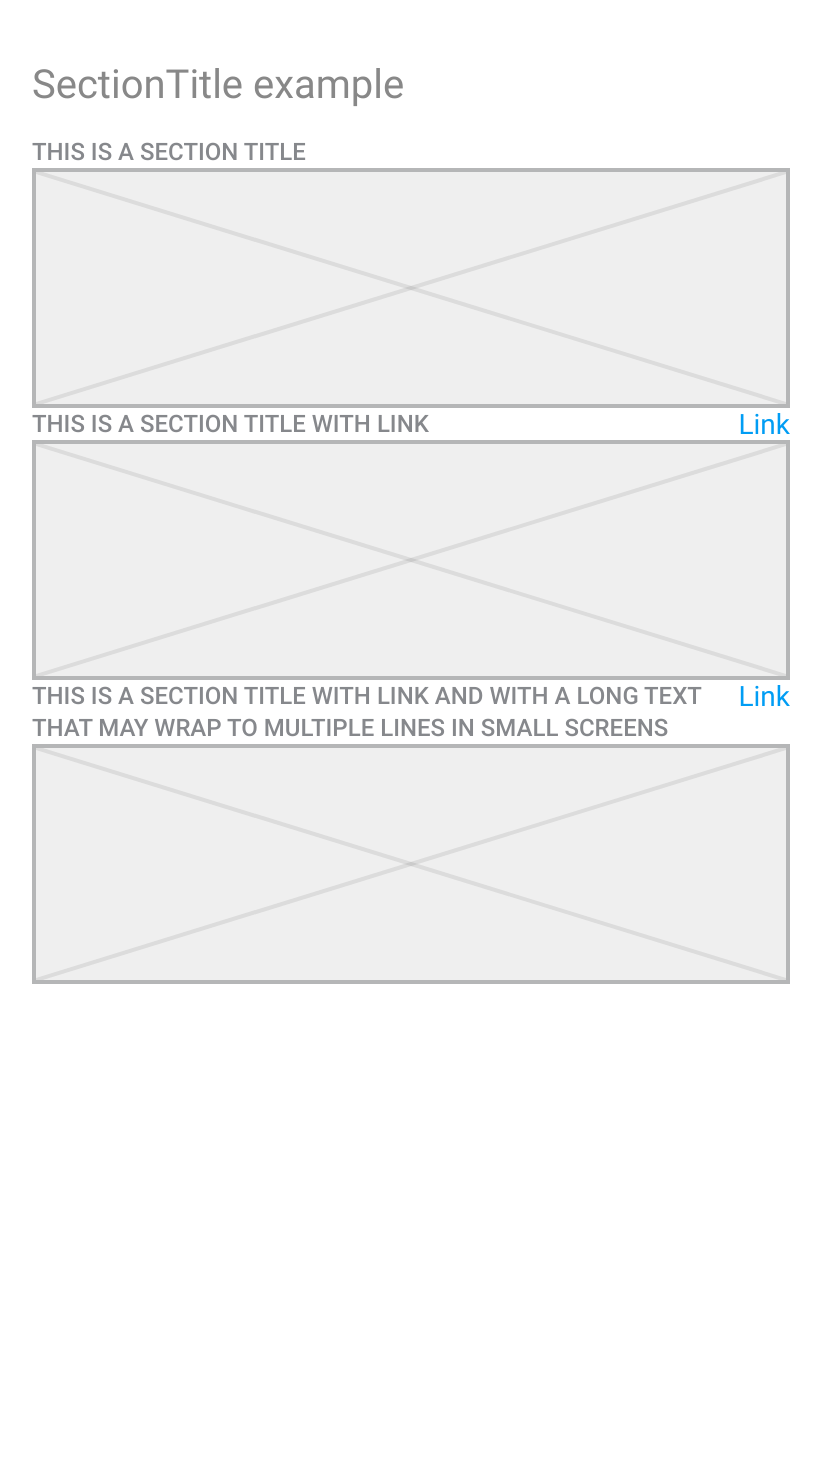 SectionTitle example
THIS IS A SECTION TITLE
THIS IS A SECTION TITLE WITH LINK Link
THIS IS A SECTION TITLE WITH LINK AND WITH A LONG TEXT Link
THAT MAY WRAP TO MULTIPLE LINES IN SMALL SCREENS